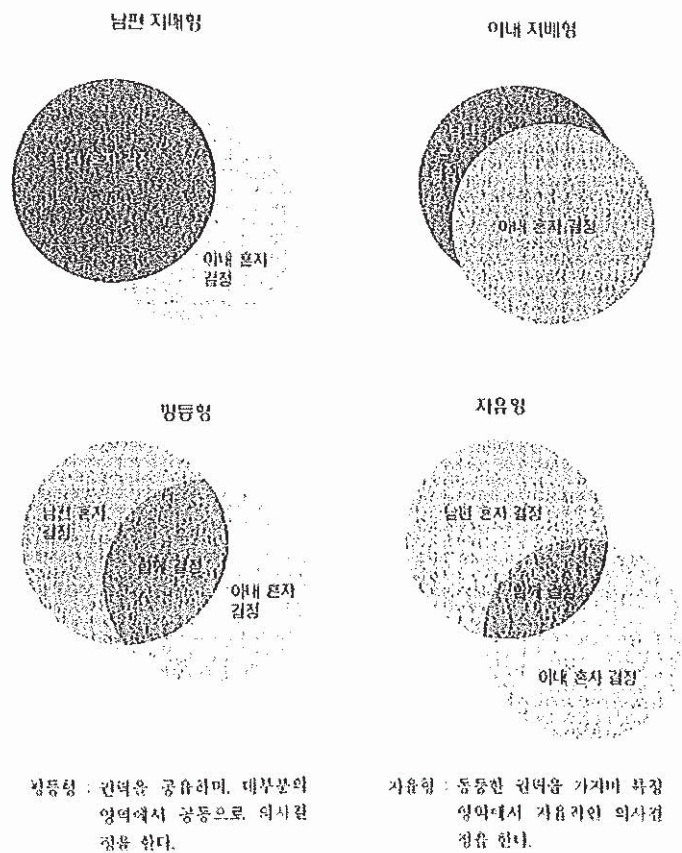 남편 지배형
아내 지배형
아내 혼자
결정
아내 혼자 결정
평등형
자유형
남편 혼자
결정
함께 결정
아내 혼자
결정
남편 혼자 결정
함께 결정
아내 혼자 결정
평등형 : 권력을 공유하며, 대부분의
영역에서 공동으로 의사결
정을 한다.
자유형 : 동등한 권력을 가지며 특정
영역에서 자율적인 의사결
정을 한다.